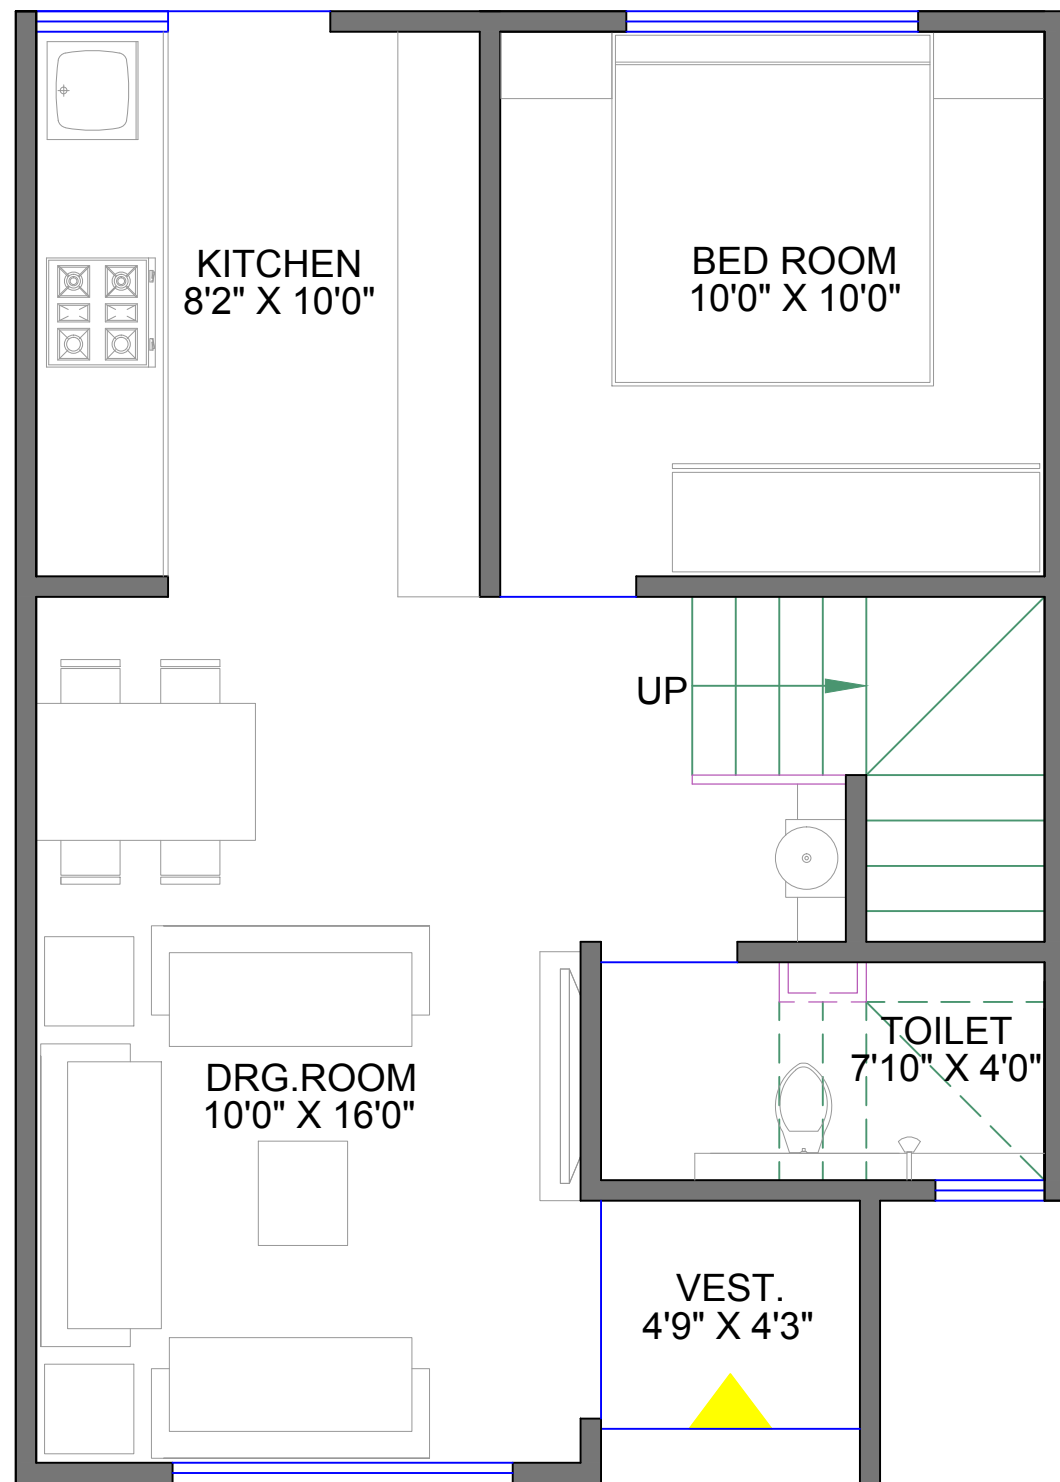 KITCHEN
8'2" X 10'0"
BED ROOM
10'0" X 10'0"
UP
DRG.ROOM
10'0" X 16'0"
TOILET
7'10" X 4'0"
VEST.
4'9" X 4'3"